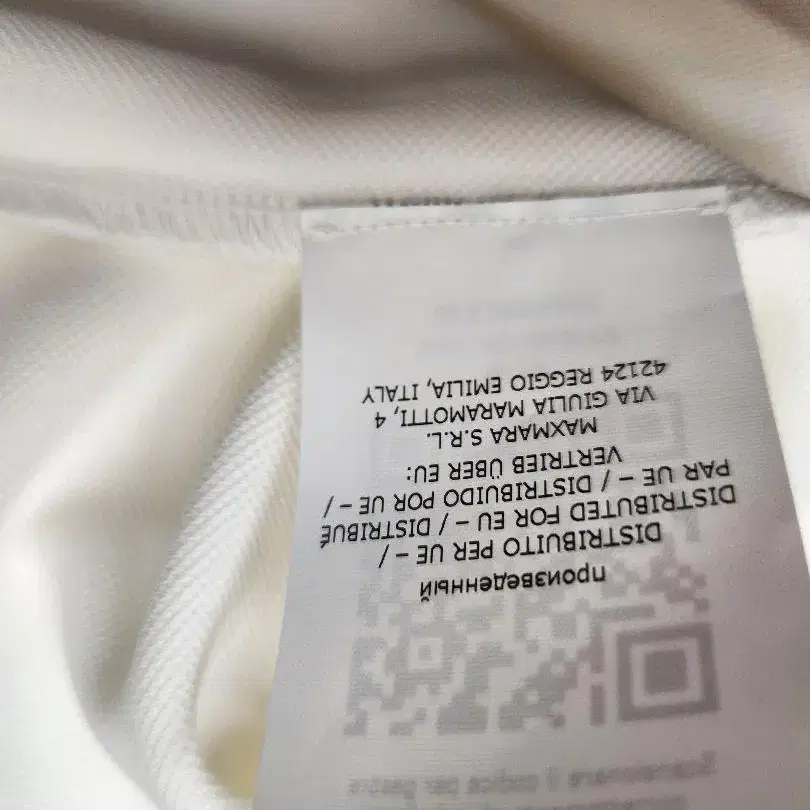 произведенный
DISTRIBUITO PER UE - /
DISTRIBUTED FOR EU - / DISTRIBUÉ
PAR UE - / DISTRIBUIDO POR UE - /
VERTRIEB ÜBER EU:
MAXMARA S.R.L.
VIA GIULIA MARAMOTTI, 4
42124 REGGIO EMILIA, ITALY